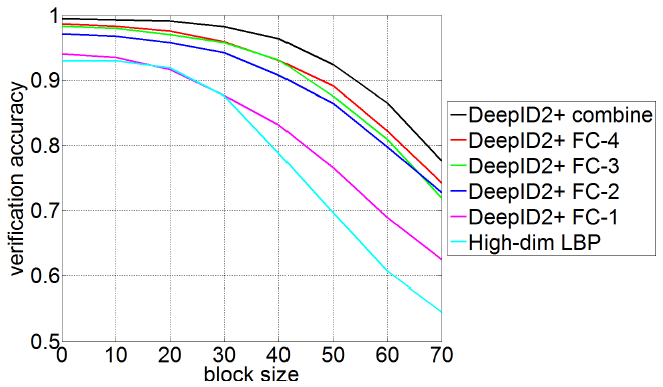 1
0.9
0.8
0.7
0.6
0.5
verification accuracy
0 10 20 30 40 50 60 70
block size
DeepID2+ combine
DeepID2+ FC-4
DeepID2+ FC-3
DeepID2+ FC-2
DeepID2+ FC-1
High-dim LBP